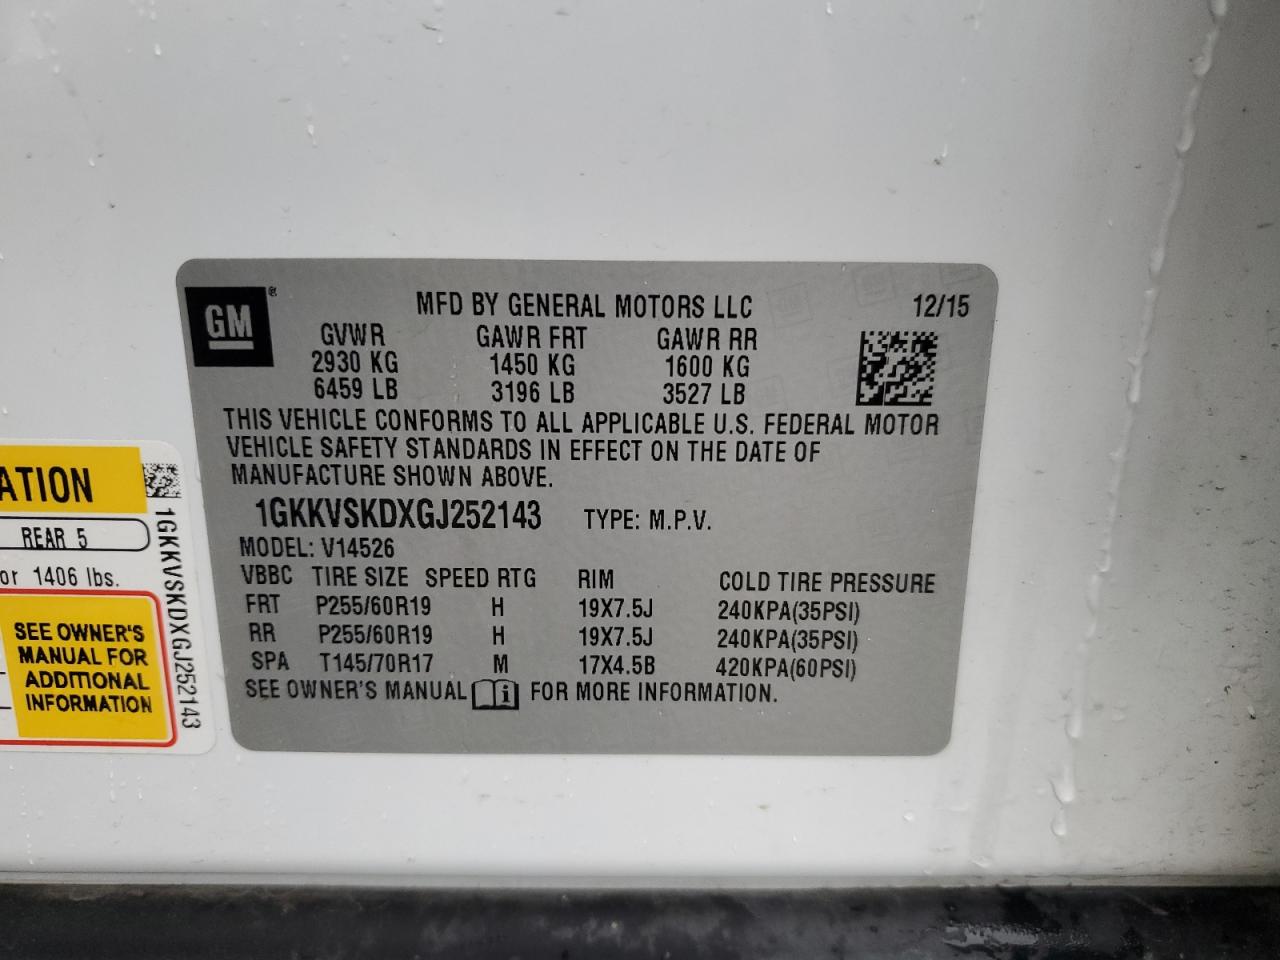 GM®
MFD BY GENERAL MOTORS LLC 12/15
GVWR GAWR FRT GAWR RR
2930 KG 1450 KG 1600 KG
6459 LB 3196 LB 3527 LB
THIS VEHICLE CONFORMS TO ALL APPLICABLE U.S. FEDERAL MOTOR
VEHICLE SAFETY STANDARDS IN EFFECT ON THE DATE OF
MANUFACTURE SHOWN ABOVE.
1GKKVSKDXGJ252143 TYPE: M.P.V.
MODEL: V14526
VBBC TIRE SIZE SPEED RTG RIM COLD TIRE PRESSURE
FRT P255/60R19 H 19X7.5J 240KPA(35PSI)
RR P255/60R19 H 19X7.5J 240KPA(35PSI)
SPA T145/70R17 M 17X4.5B 420KPA(60PSI)
SEE OWNER'S MANUAL i FOR MORE INFORMATION.
ATION
REAR 5
or 1406 lbs.
SEE OWNER'S
MANUAL FOR
ADDITIONAL
INFORMATION
1GKKVSKDXGJ252143